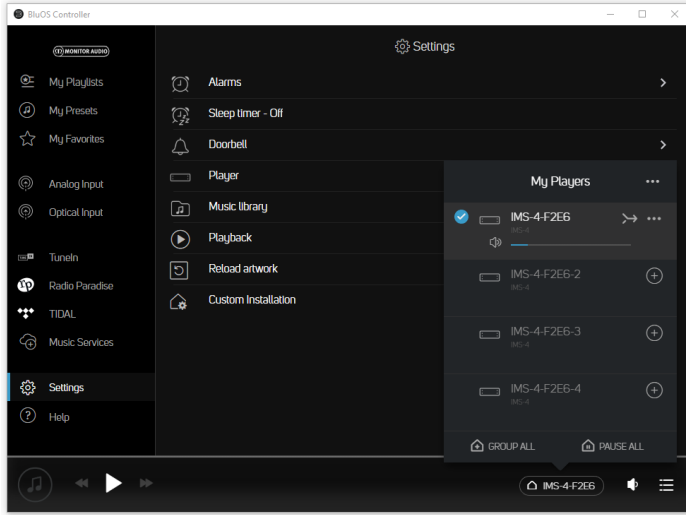 BluOS Controller
MONITOR AUDIO
Settings
My Playlists
My Presets
My Favorites
Analog Input
Optical Input
TuneIn
Radio Paradise
TIDAL
Music Services
Settings
Help
Alarms
Sleep timer - Off
Doorbell
Player
Music library
Playback
Reload artwork
Custom Installation
My Players
IMS-4-F2E6
IMS-4
IMS-4-F2E6-2
IMS-4
IMS-4-F2E6-3
IMS-4
IMS-4-F2E6-4
IMS-4
GROUP ALL
PAUSE ALL
IMS-4-F2E6